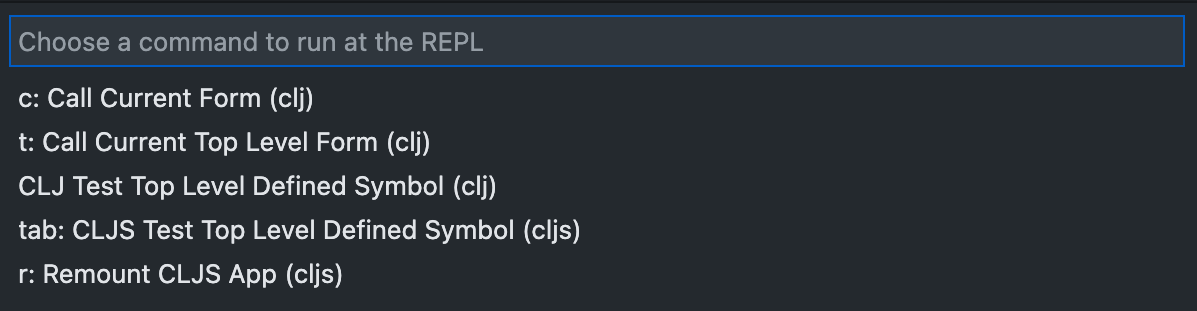 Choose a command to run at the REPL
c: Call Current Form (clj)
t: Call Current Top Level Form (clj)
CLJ Test Top Level Defined Symbol (clj)
tab: CLJS Test Top Level Defined Symbol (cljs)
r: Remount CLJS App (cljs)